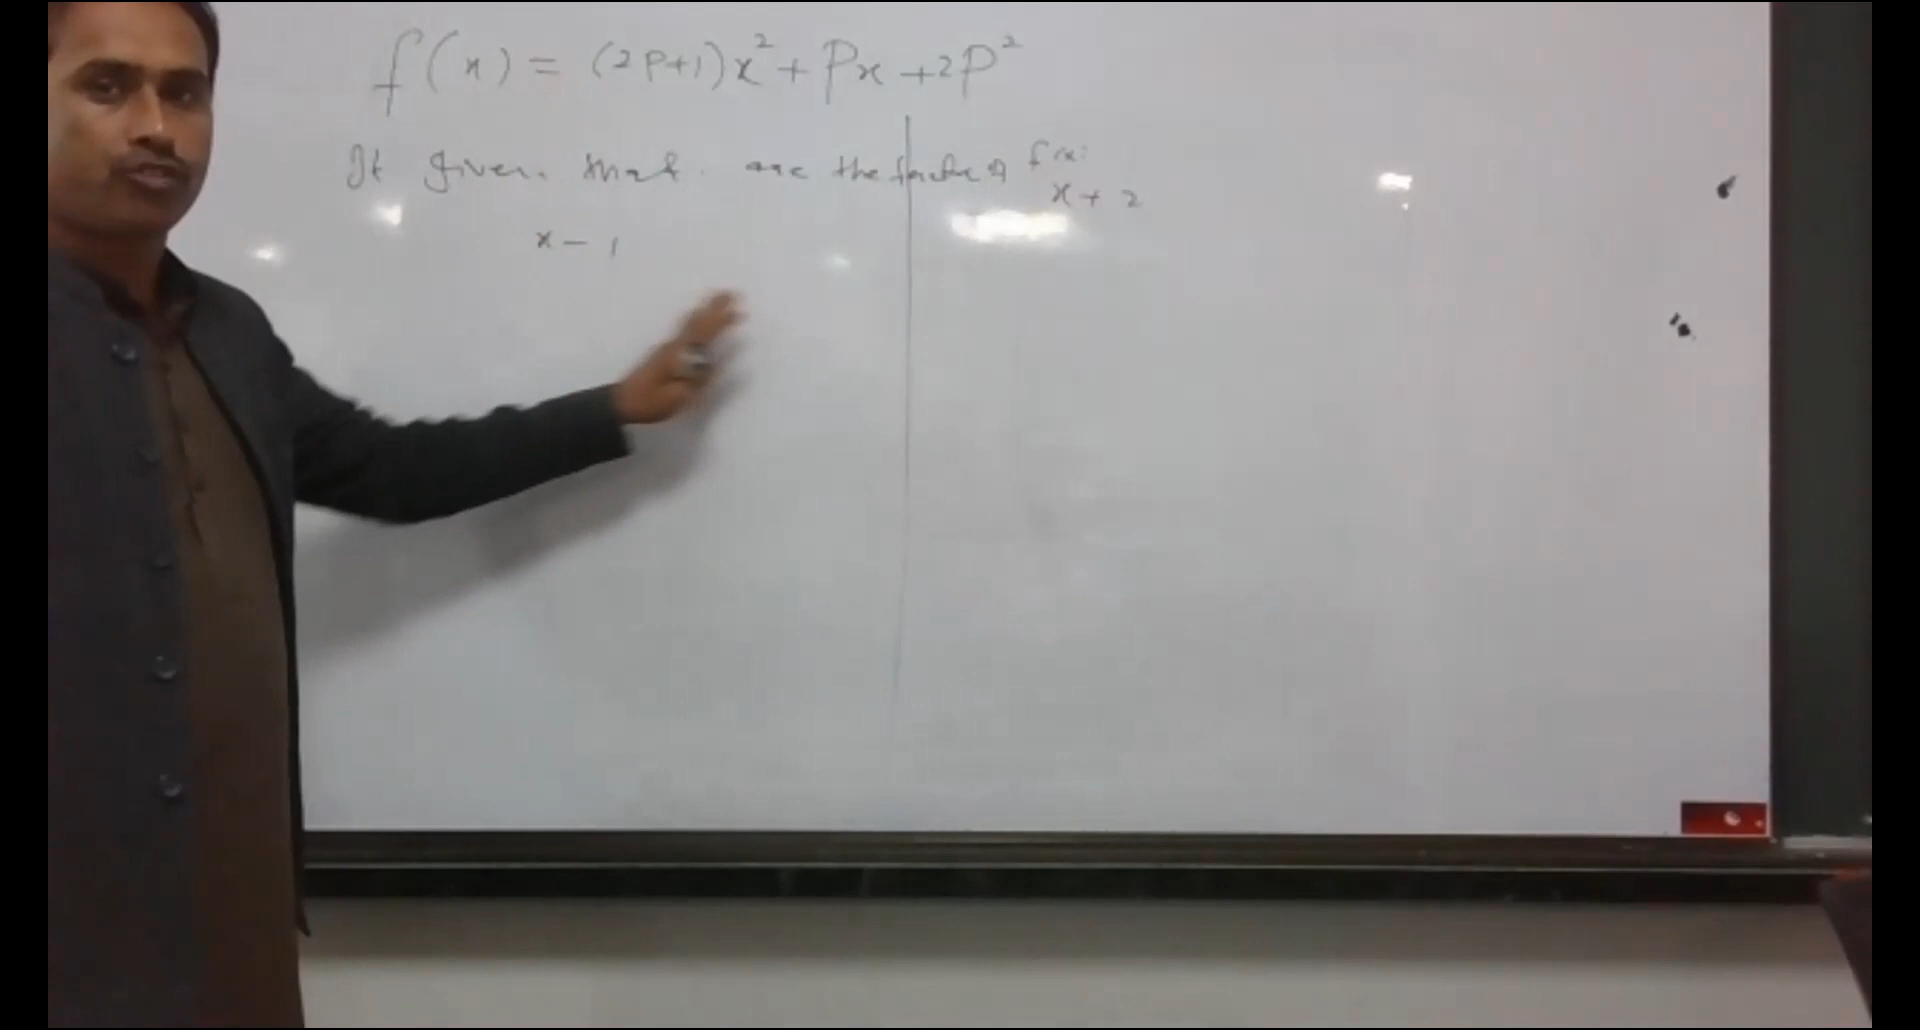 f(x) = (2P+1)x² + Px + 2P²
It given that are the factor of f(x)
x + 2
x - 1